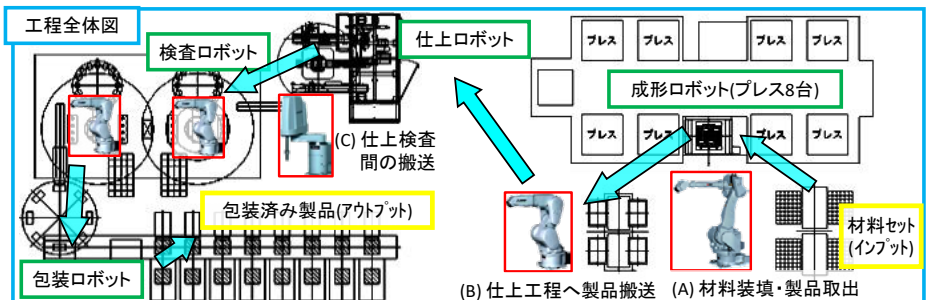 工程全体図
検査ロボット
仕上ロボット
プレス
プレス
プレス
プレス
成形ロボット(プレス8台)
プレス
プレス
プレス
プレス
(C) 仕上検査
間の搬送
包装済み製品(アウトプット)
包装ロボット
材料セット
(インプット)
(B) 仕上工程へ製品搬送
(A) 材料装填・製品取出